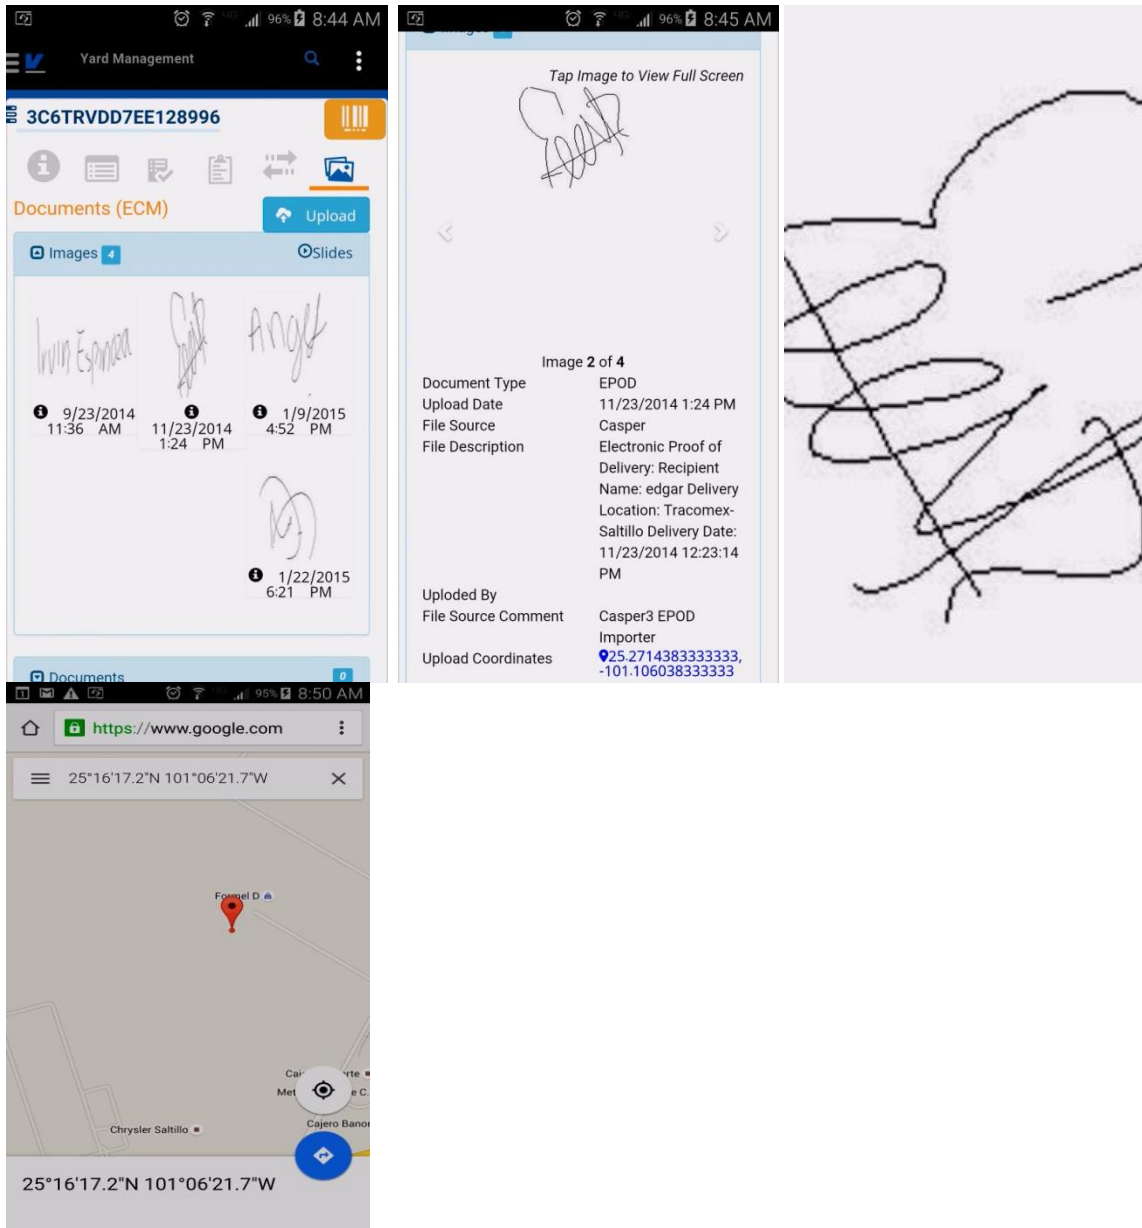 96% 8:44 AM
Yard Management
3C6TRVDD7EE128996
Documents (ECM)
Upload
Images 4
Slides
Irvin Espinoza
Angel
9/23/2014
11:36 AM
11/23/2014
1:24 PM
1/9/2015
4:52 PM
1/22/2015
6:21 PM
Documents 0
96% 8:45 AM
Images
Tap Image to View Full Screen
Image 2 of 4
Document Type EPOD
Upload Date 11/23/2014 1:24 PM
File Source Casper
File Description Electronic Proof of
Delivery: Recipient
Name: edgar Delivery
Location: Tracomex-
Saltillo Delivery Date:
11/23/2014 12:23:14
PM
Uploded By
File Source Comment Casper3 EPOD
Importer
Upload Coordinates 25.2714383333333,
-101.106038333333
95% 8:50 AM
https://www.google.com
25°16'17.2"N 101°06'21.7"W
Formel D
Chrysler Saltillo
Cajero
25°16'17.2"N 101°06'21.7"W